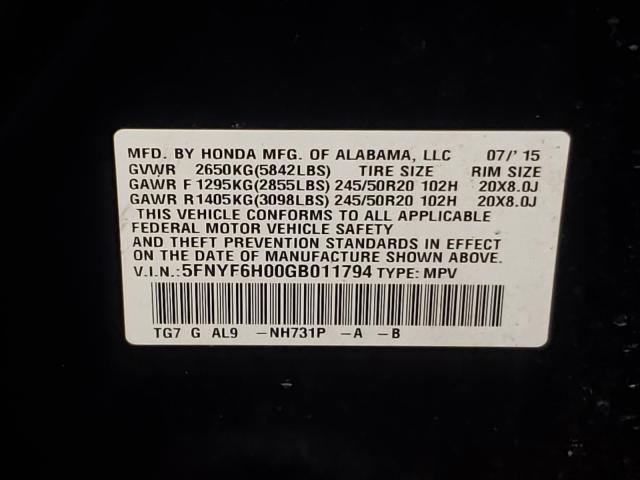 MFD. BY HONDA MFG. OF ALABAMA, LLC 07/'15
GVWR 2650KG(5842LBS) TIRE SIZE RIM SIZE
GAWR F 1295KG(2855LBS) 245/50R20 102H 20X8.0J
GAWR R 1405KG(3098LBS) 245/50R20 102H 20X8.0J
THIS VEHICLE CONFORMS TO ALL APPLICABLE
FEDERAL MOTOR VEHICLE SAFETY
AND THEFT PREVENTION STANDARDS IN EFFECT
ON THE DATE OF MANUFACTURE SHOWN ABOVE.
V.I.N.:5FNYF6H00GB011794 TYPE: MPV
TG7 G AL9 -NH731P -A -B